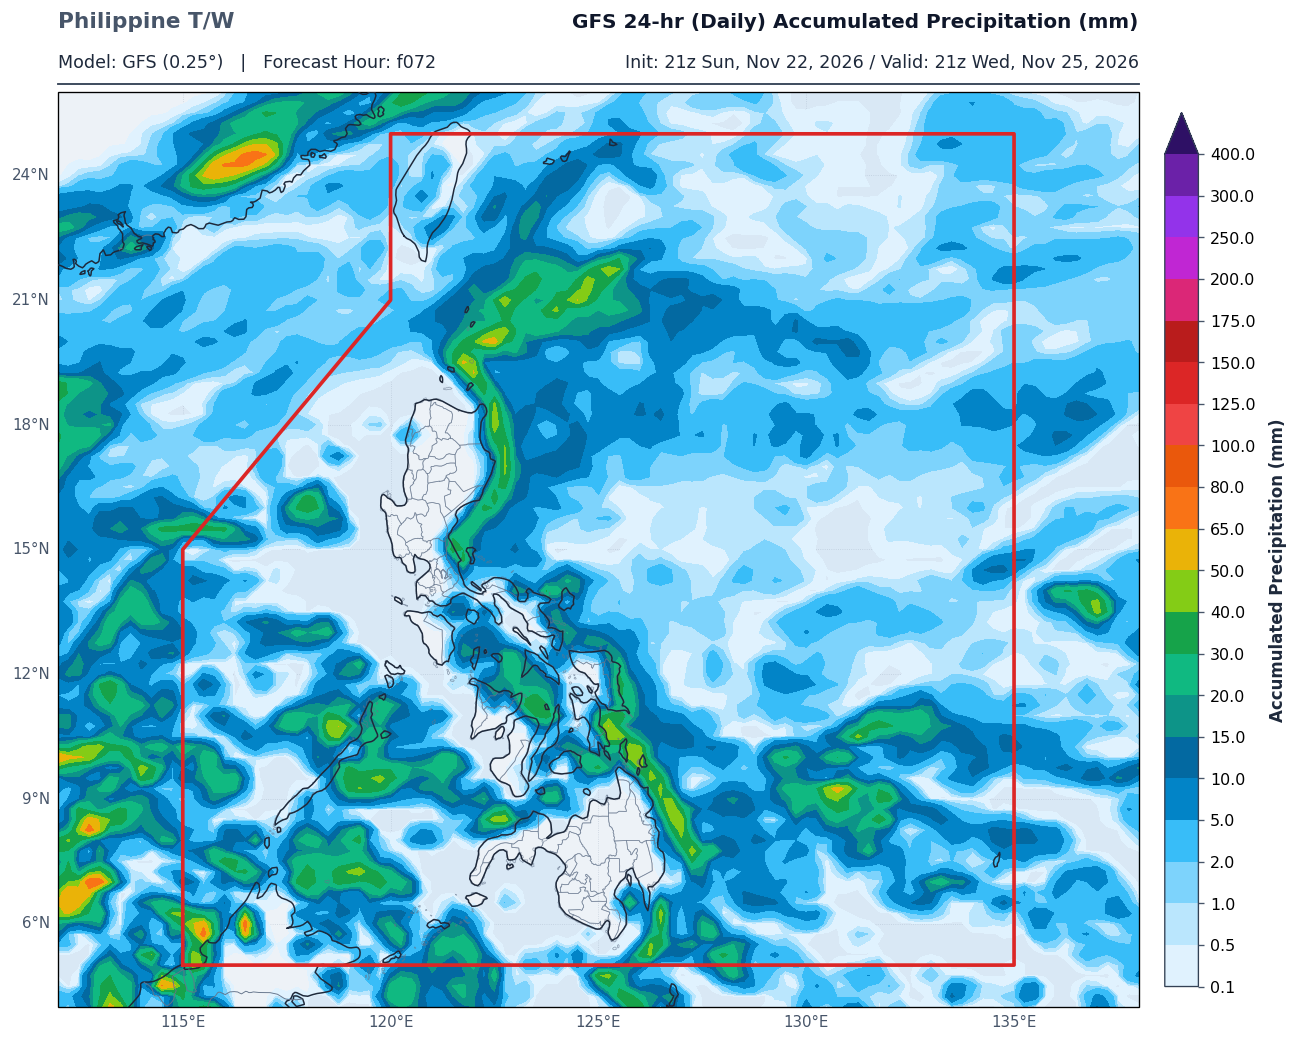 Philippine T/W
GFS 24-hr (Daily) Accumulated Precipitation (mm)
Model: GFS (0.25°) | Forecast Hour: f072
Init: 21z Sun, Nov 22, 2026 / Valid: 21z Wed, Nov 25, 2026
24°N
21°N
18°N
15°N
12°N
9°N
6°N
115°E
120°E
125°E
130°E
135°E
400.0
300.0
250.0
200.0
175.0
150.0
125.0
100.0
80.0
65.0
50.0
40.0
30.0
20.0
15.0
10.0
5.0
2.0
1.0
0.5
0.1
Accumulated Precipitation (mm)